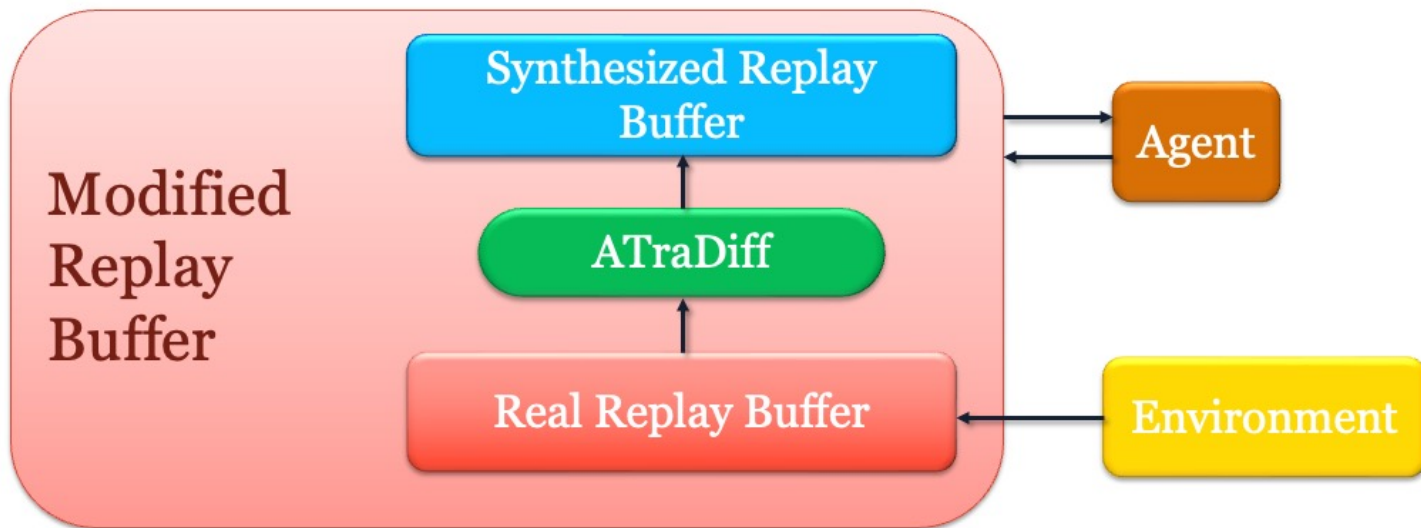 Synthesized Replay
Buffer
Agent
Modified
Replay
Buffer
ATraDiff
Real Replay Buffer
Environment